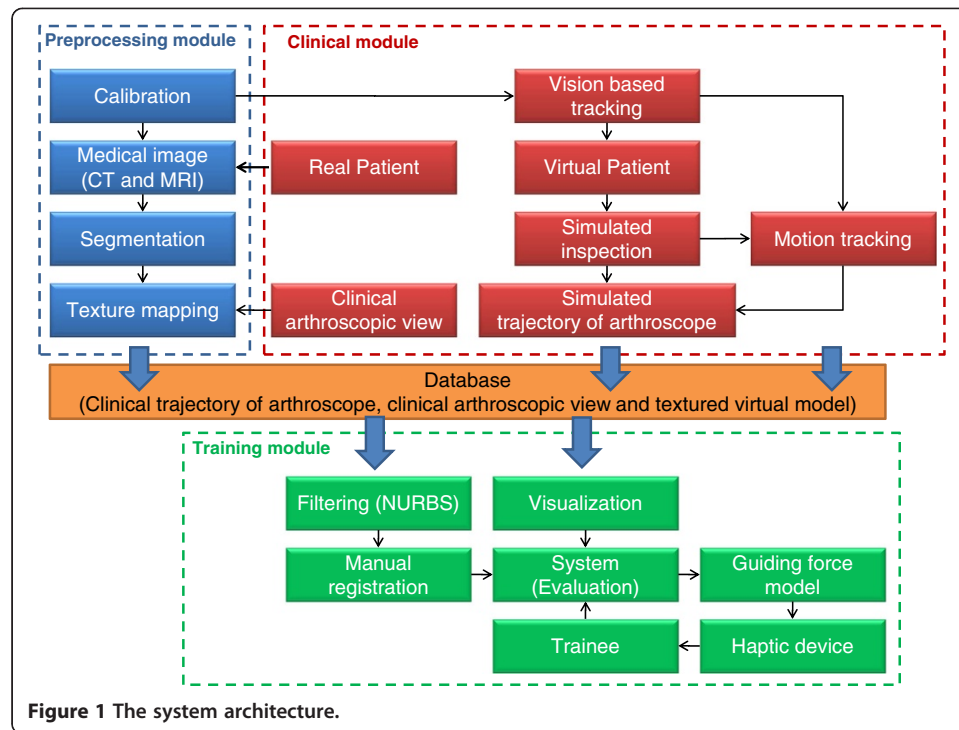 Preprocessing module
Clinical module
Calibration
Vision based
tracking
Medical image
(CT and MRI)
Real Patient
Virtual Patient
Segmentation
Simulated
inspection
Motion tracking
Texture mapping
Clinical
arthroscopic view
Simulated
trajectory of arthroscope
Database
(Clinical trajectory of arthroscope, clinical arthroscopic view and textured virtual model)
Training module
Filtering (NURBS)
Visualization
Manual
registration
System
(Evaluation)
Guiding force
model
Trainee
Haptic device
Figure 1 The system architecture.